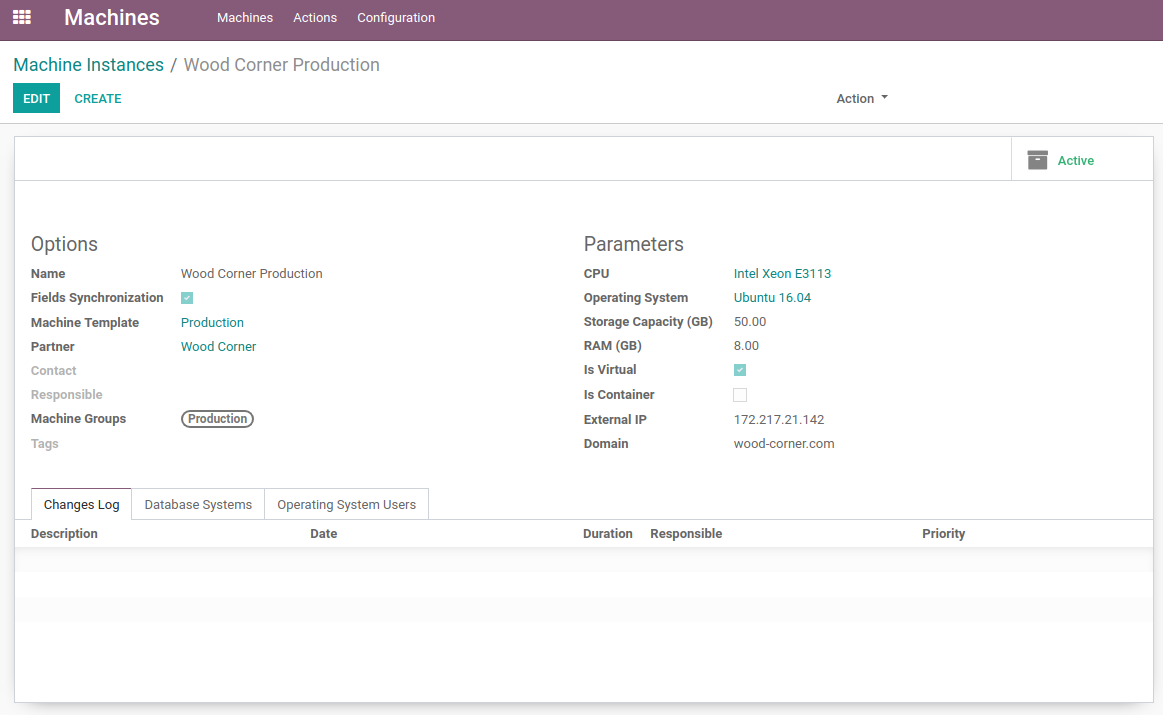 Machines Machines Actions Configuration
Machine Instances / Wood Corner Production
EDIT CREATE Action
Active
Options
Name Wood Corner Production
Fields Synchronization
Machine Template Production
Partner Wood Corner
Contact
Responsible
Machine Groups Production
Tags
Parameters
CPU Intel Xeon E3113
Operating System Ubuntu 16.04
Storage Capacity (GB) 50.00
RAM (GB) 8.00
Is Virtual
Is Container
External IP 172.217.21.142
Domain wood-corner.com
Changes Log Database Systems Operating System Users
Description Date Duration Responsible Priority